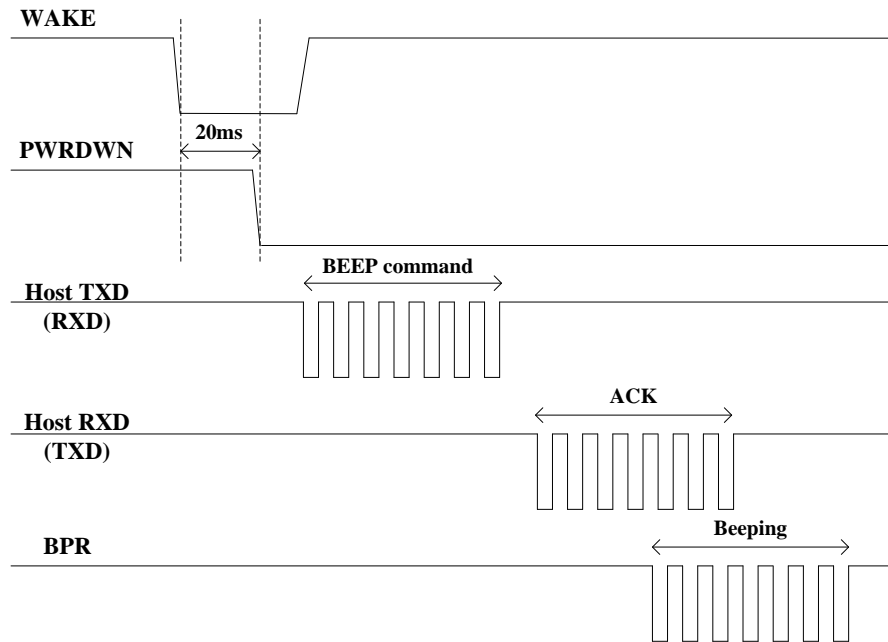 WAKE
20ms
PWRDWN
BEEP command
Host TXD
(RXD)
ACK
Host RXD
(TXD)
Beeping
BPR